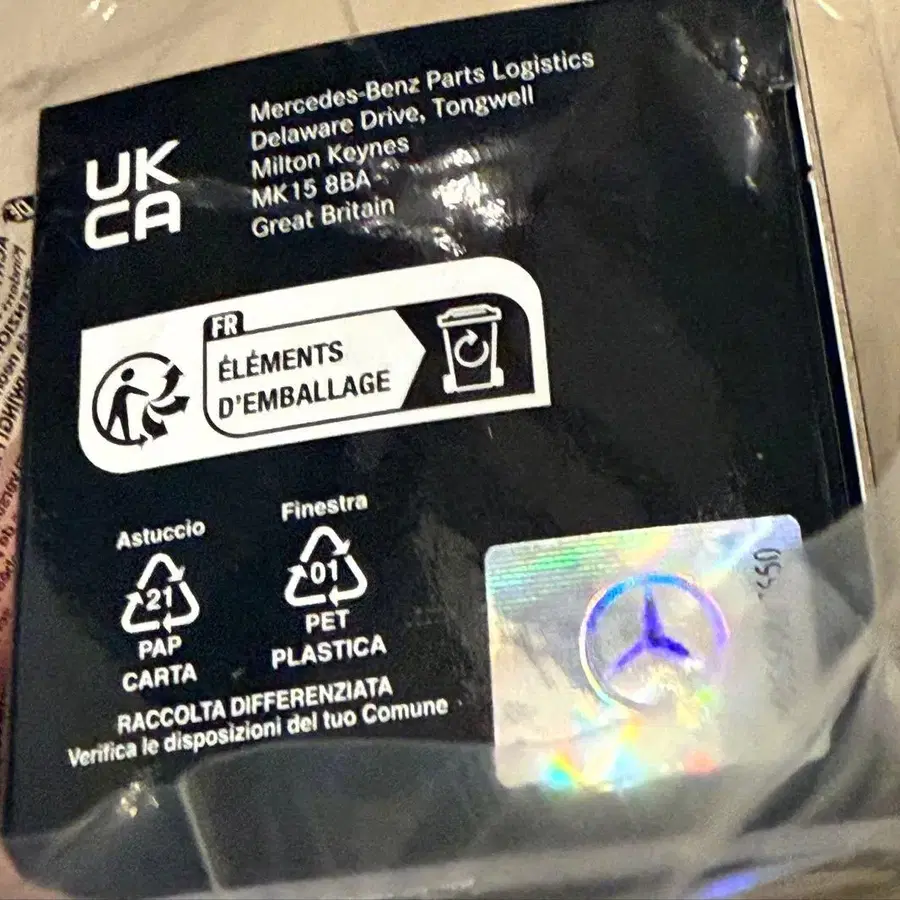 Mercedes-Benz Parts Logistics
Delaware Drive, Tongwell
Milton Keynes
MK15 8BA
Great Britain
UK
CA
FR
ÉLÉMENTS
D'EMBALLAGE
Astuccio
21
PAP
CARTA
Finestra
01
PET
PLASTICA
RACCOLTA DIFFERENZIATA
Verifica le disposizioni del tuo Comune